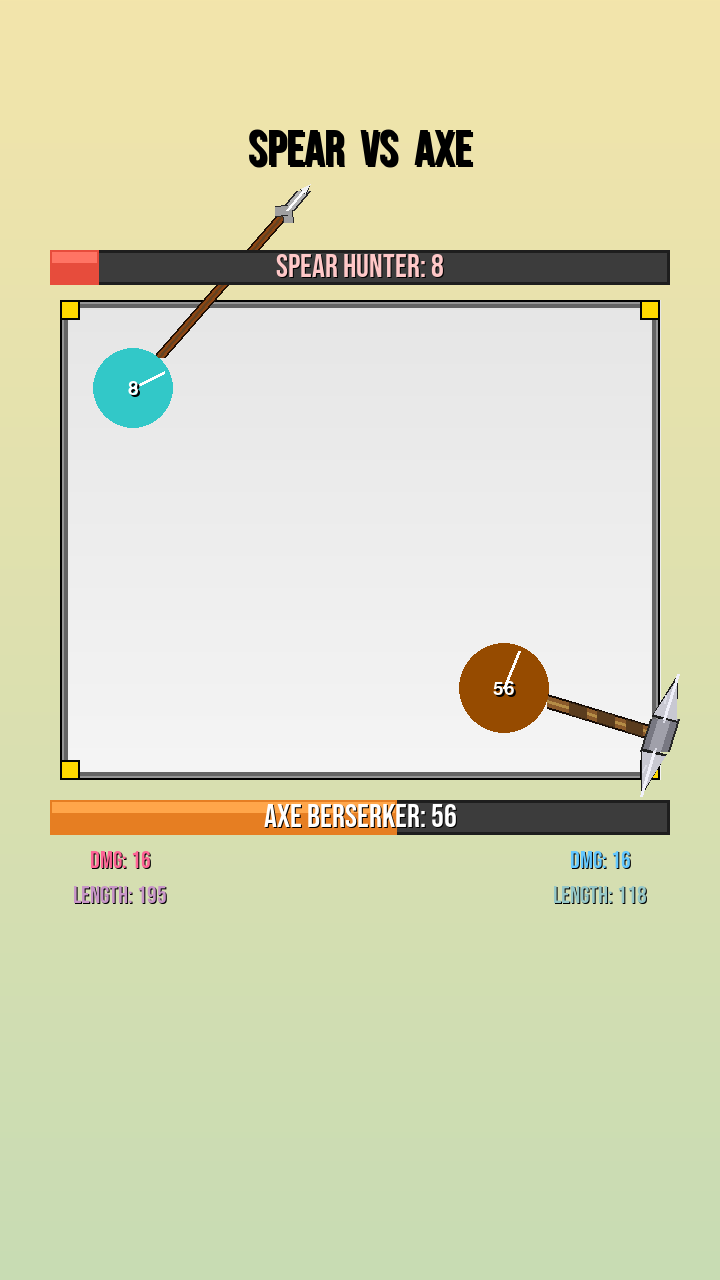 SPEAR VS AXE
SPEAR HUNTER: 8
8
56
AXE BERSERKER: 56
DMG: 16
DMG: 16
LENGTH: 195
LENGTH: 118